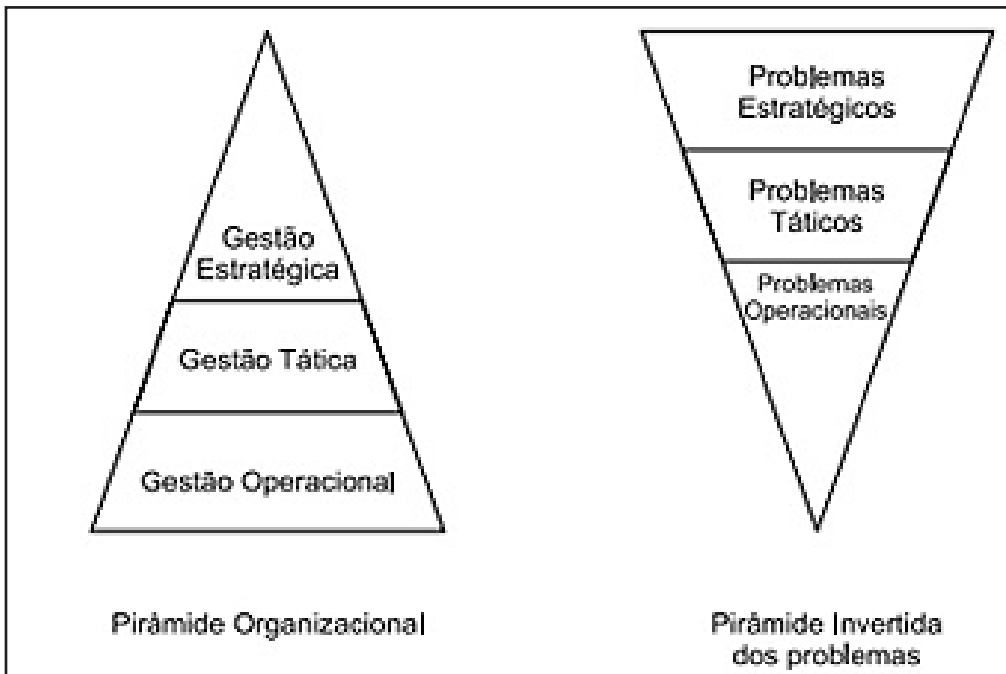 Gestão
Estratégica
Gestão Tática
Gestão Operacional
Pirâmide Organizacional
Problemas
Estratégicos
Problemas
Táticos
Problemas
Operacionais
Pirâmide Invertida
dos problemas